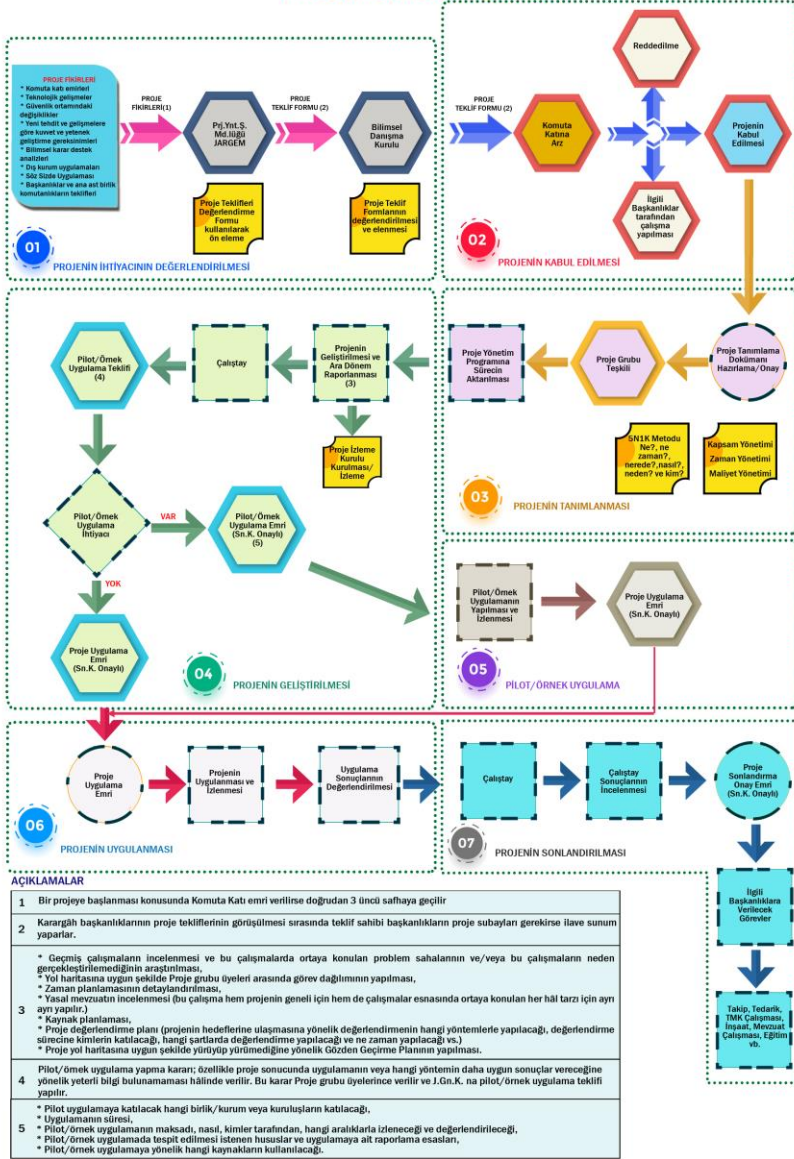 PROJE FİKİRLERİ
* Komuta katı emirleri
* Teknolojik gelişmeler
* Güvenlik ortamındaki
değişiklikler
* Yeni tehdit ve gelişmelere
göre kuvvet ve yetenek
geliştirme gereksinimleri
* Bilimsel karar destek
analizleri
* Dış kurum uygulamaları
* Söz Sizde Uygulaması
* Başkanlıklar ve ana ast birlik
komutanlıkların teklifleri
PROJE
FİKİRLERİ(1)
Prj.Ynt.Ş.
Md.lüğü
JARGEM
PROJE
TEKLİF FORMU (2)
Bilimsel
Danışma
Kurulu
Proje Teklifleri
Değerlendirme
Formu
kullanılarak
ön eleme
Proje Teklif
Formlarının
değerlendirilmesi
ve elenmesi
01
PROJENİN İHTİYACININ DEĞERLENDİRİLMESİ
PROJE
TEKLİF FORMU (2)
Komuta
Katına
Arz
Reddedilme
Projenin
Kabul
Edilmesi
İlgili
Başkanlıklar
tarafından
çalışma
yapılması
02
PROJENİN KABUL EDİLMESİ
Proje Tanımlama
Dokümanı
Hazırlama/Onay
Proje Grubu
Teşkili
Proje Yönetim
Programına
Sürecin
Aktarılması
5N1K Metodu
Ne?, ne
zaman?,
nerede?,nasıl?,
neden? ve kim?
Kapsam Yönetimi
Zaman Yönetimi
Maliyet Yönetimi
03
PROJENİN TANIMLANMASI
Projenin
Geliştirilmesi ve
Ara Dönem
Raporlanması
(3)
Çalıştay
Pilot/Örnek
Uygulama Teklifi
(4)
Proje İzleme
Kurulu
Kurulması/
İzleme
Pilot/Örnek
Uygulama
İhtiyacı
VAR
Pilot/Örnek
Uygulama Emri
(Sn.K. Onaylı)
(5)
YOK
Proje Uygulama
Emri
(Sn.K. Onaylı)
04
PROJENİN GELİŞTİRİLMESİ
Pilot/Örnek
Uygulamanın
Yapılması ve
İzlenmesi
Proje Uygulama
Emri
(Sn.K. Onaylı)
05
PİLOT/ÖRNEK UYGULAMA
Proje
Uygulama
Emri
Projenin
Uygulanması ve
İzlenmesi
Uygulama
Sonuçlarının
Değerlendirilmesi
06
PROJENİN UYGULANMASI
Çalıştay
Çalıştay
Sonuçlarının
İncelenmesi
Proje
Sonlandırma
Onay Emri
(Sn.K. Onaylı)
07
PROJENİN SONLANDIRILMASI
İlgili
Başkanlıklara
Verilecek
Görevler
Takip, Tedarik,
TMK Çalışması,
İnşaat, Mevzuat
Çalışması, Eğitim
vb.
AÇIKLAMALAR
1 Bir projeye başlanması konusunda Komuta Katı emri verilirse doğrudan 3 üncü safhaya geçilir
2 Karargâh başkanlıklarının proje tekliflerinin görüşülmesi sırasında teklif sahibi başkanlıkların proje subayları gerekirse ilave sunum
yaparlar.
3 * Geçmiş çalışmaların incelenmesi ve bu çalışmalarda ortaya konulan problem sahalarının ve/veya bu çalışmaların neden
gerçekleştirilemediğinin araştırılması,
* Yol haritasına uygun şekilde Proje grubu üyeleri arasında görev dağılımının yapılması,
* Zaman planlamasının detaylandırılması,
* Yasal mevzuatın incelenmesi (bu çalışma hem projenin geneli için hem de çalışmalar esnasında ortaya konulan her hâl tarzı için ayrı
ayrı yapılır.)
* Kaynak planlaması,
* Proje değerlendirme planı (projenin hedeflerine ulaşmasına yönelik değerlendirmenin hangi yöntemlerle yapılacağı, değerlendirme
sürecine kimlerin katılacağı, hangi şartlarda değerlendirme yapılacağı ve ne zaman yapılacağı vs.)
* Proje yol haritasına uygun şekilde yürüyüp yürümediğine yönelik Gözden Geçirme Planının yapılması.
4 Pilot/örnek uygulama yapma kararı; özellikle proje sonucunda uygulamanın veya hangi yöntemin daha uygun sonuçlar vereceğine
yönelik yeterli bilgi bulunamaması hâlinde verilir. Bu karar Proje grubu üyelerince verilir ve J.Gn.K. na pilot/örnek uygulama teklifi
yapılır.
5 * Pilot uygulamaya katılacak hangi birlik/kurum veya kuruluşların katılacağı,
* Uygulamanın süresi,
* Pilot/örnek uygulamanın maksadı, nasıl, kimler tarafından, hangi aralıklarla izleneceği ve değerlendirileceği,
* Pilot/örnek uygulamada tespit edilmesi istenen hususlar ve uygulamaya ait raporlama esasları,
* Pilot/örnek uygulamaya yönelik hangi kaynakların kullanılacağı.